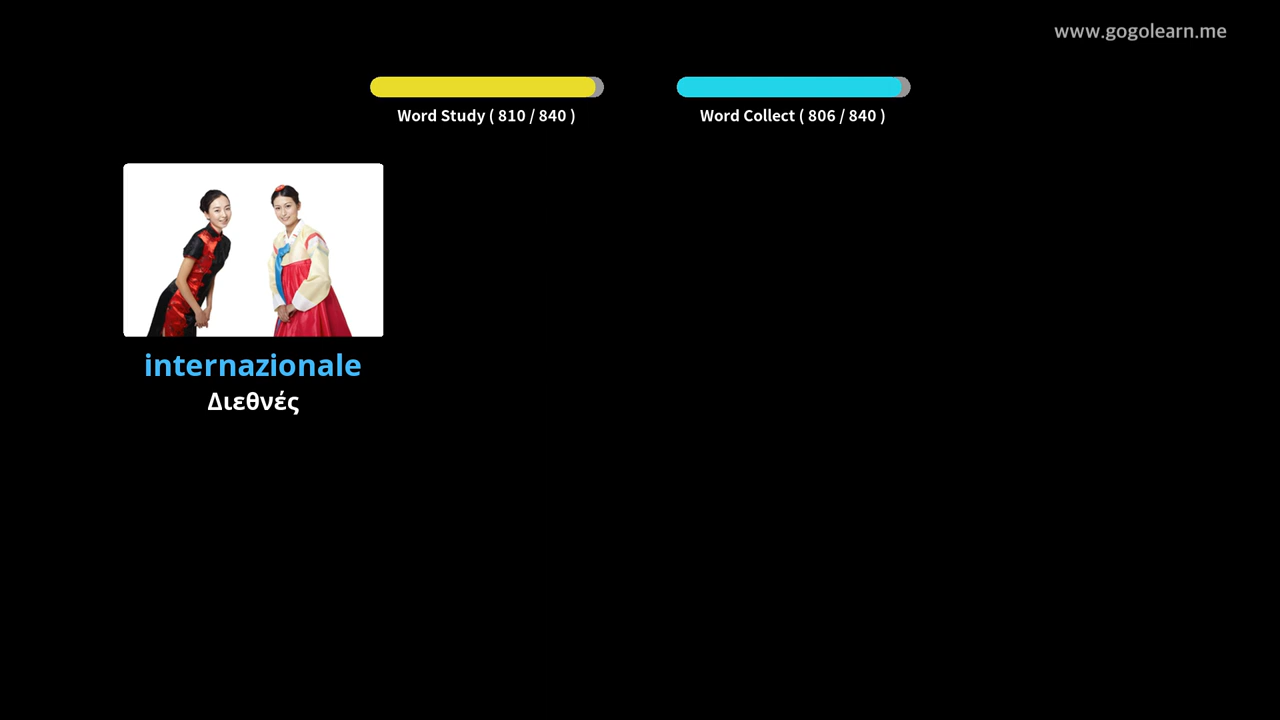 www.gogolearn.me
Word Study ( 810 / 840 )
Word Collect ( 806 / 840 )
internazionale
Διεθνές